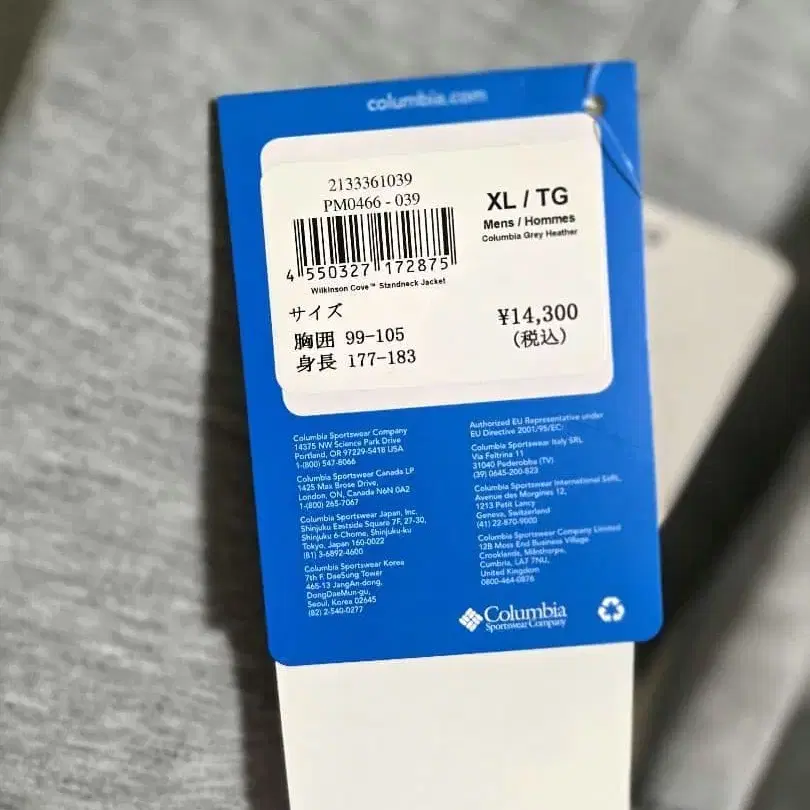 columbia.com
2133361039
PM0466 - 039
XL / TG
Mens / Hommes
Columbia Grey Heather
4 550327 172875
Wilkinson Cove™ Standneck Jacket
サイズ
胸囲 99-105
身長 177-183
¥14,300
(税込)
Columbia Sportswear Company
14375 NW Science Park Drive
Portland, OR 97229-5418 USA
1-(800) 547-8066
Columbia Sportswear Canada LP
1425 Max Brose Drive,
London, ON, Canada N6N 0A2
1-(800) 265-7067
Columbia Sportswear Japan, Inc.
Shinjuku Eastside Square 7F, 27-30,
Shinjuku 6-Chome, Shinjuku-ku
Tokyo, Japan 160-0022
(81) 3-6892-4600
Columbia Sportswear Korea
7th F. DaeSung Tower
465-13 JangAn-dong,
DongDaeMun-gu,
Seoul, Korea 02645
(82) 2-540-0277
Authorized EU Representative under
EU Directive 2001/95/EC:
Columbia Sportswear Italy SRL
Via Feltrina 11
31040 Pederobba (TV)
(39) 0645-200-823
Columbia Sportswear International Sàrl,
Avenue des Morgines 12,
1213 Petit Lancy
Geneva, Switzerland
(41) 22-870-9000
Columbia Sportswear Company Limited
12B Moss End Business Village
Crooklands, Milnthorpe,
Cumbria, LA7 7NU,
United Kingdom
0800-464-0876
Columbia
Sportswear Company